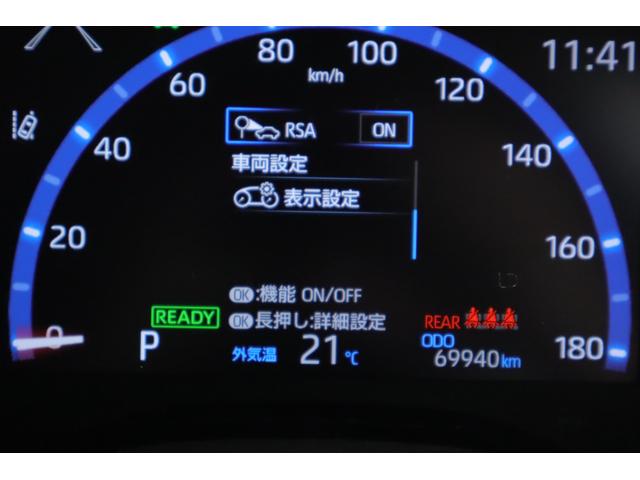 80
100
11:41
60
km/h
120
RSA ON
40
140
車両設定
表示設定
20
160
OK:機能 ON/OFF
READY
OK長押し:詳細設定
REAR
0
P
外気温 21℃
ODO
69940km
180